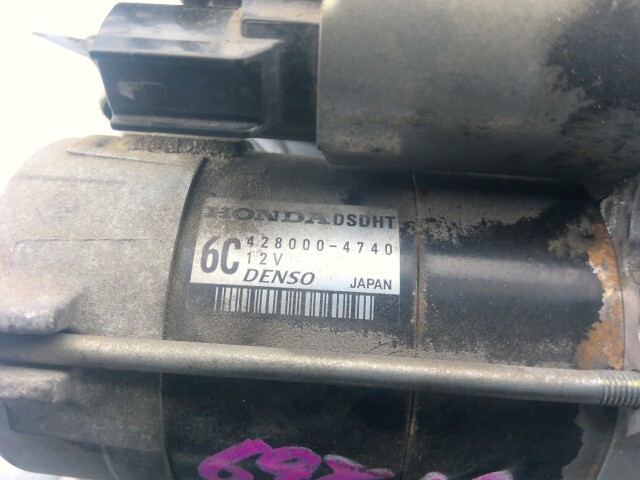 HONDA DSDHT
6C 428000-4740
12V
DENSO JAPAN